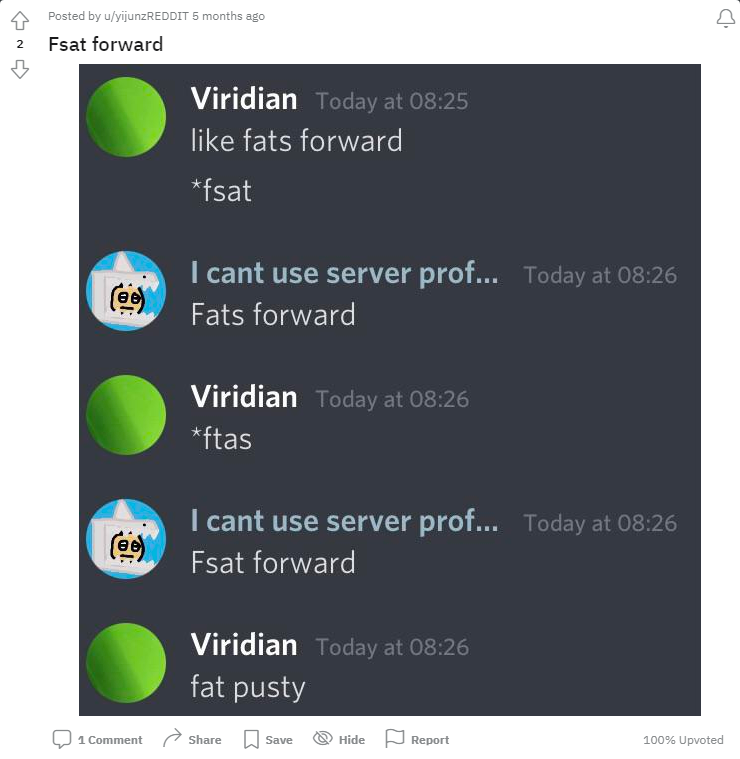 Posted by u/yijunzREDDIT 5 months ago
2
Fsat forward
Viridian Today at 08:25
like fats forward
*fsat
I cant use server prof... Today at 08:26
Fats forward
Viridian Today at 08:26
*ftas
I cant use server prof... Today at 08:26
Fsat forward
Viridian Today at 08:26
fat pusty
1 Comment Share Save Hide Report 100% Upvoted